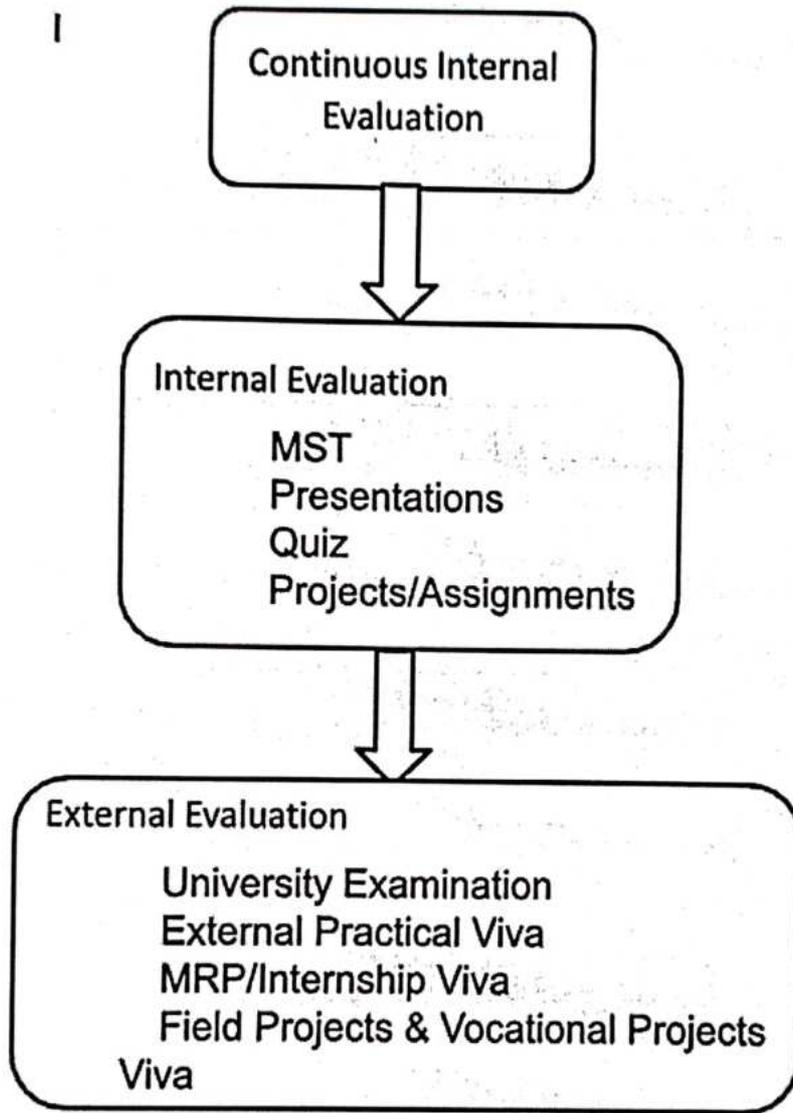 Continuous Internal
Evaluation
Internal Evaluation
MST
Presentations
Quiz
Projects/Assignments
External Evaluation
University Examination
External Practical Viva
MRP/Internship Viva
Field Projects & Vocational Projects
Viva